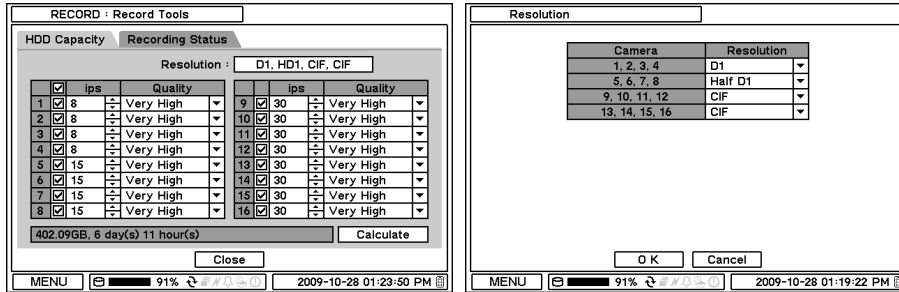 RECORD : Record Tools
HDD Capacity Recording Status
Resolution : D1, HD1, CIF, CIF
ips Quality ips Quality
1 8 Very High 9 30 Very High
2 8 Very High 10 30 Very High
3 8 Very High 11 30 Very High
4 8 Very High 12 30 Very High
5 15 Very High 13 30 Very High
6 15 Very High 14 30 Very High
7 15 Very High 15 30 Very High
8 15 Very High 16 30 Very High
402.09GB, 6 day(s) 11 hour(s) Calculate
Close
MENU 91% 2009-10-28 01:23:50 PM
Resolution
Camera Resolution
1, 2, 3, 4 D1
5, 6, 7, 8 Half D1
9, 10, 11, 12 CIF
13, 14, 15, 16 CIF
O K Cancel
MENU 91% 2009-10-28 01:19:22 PM